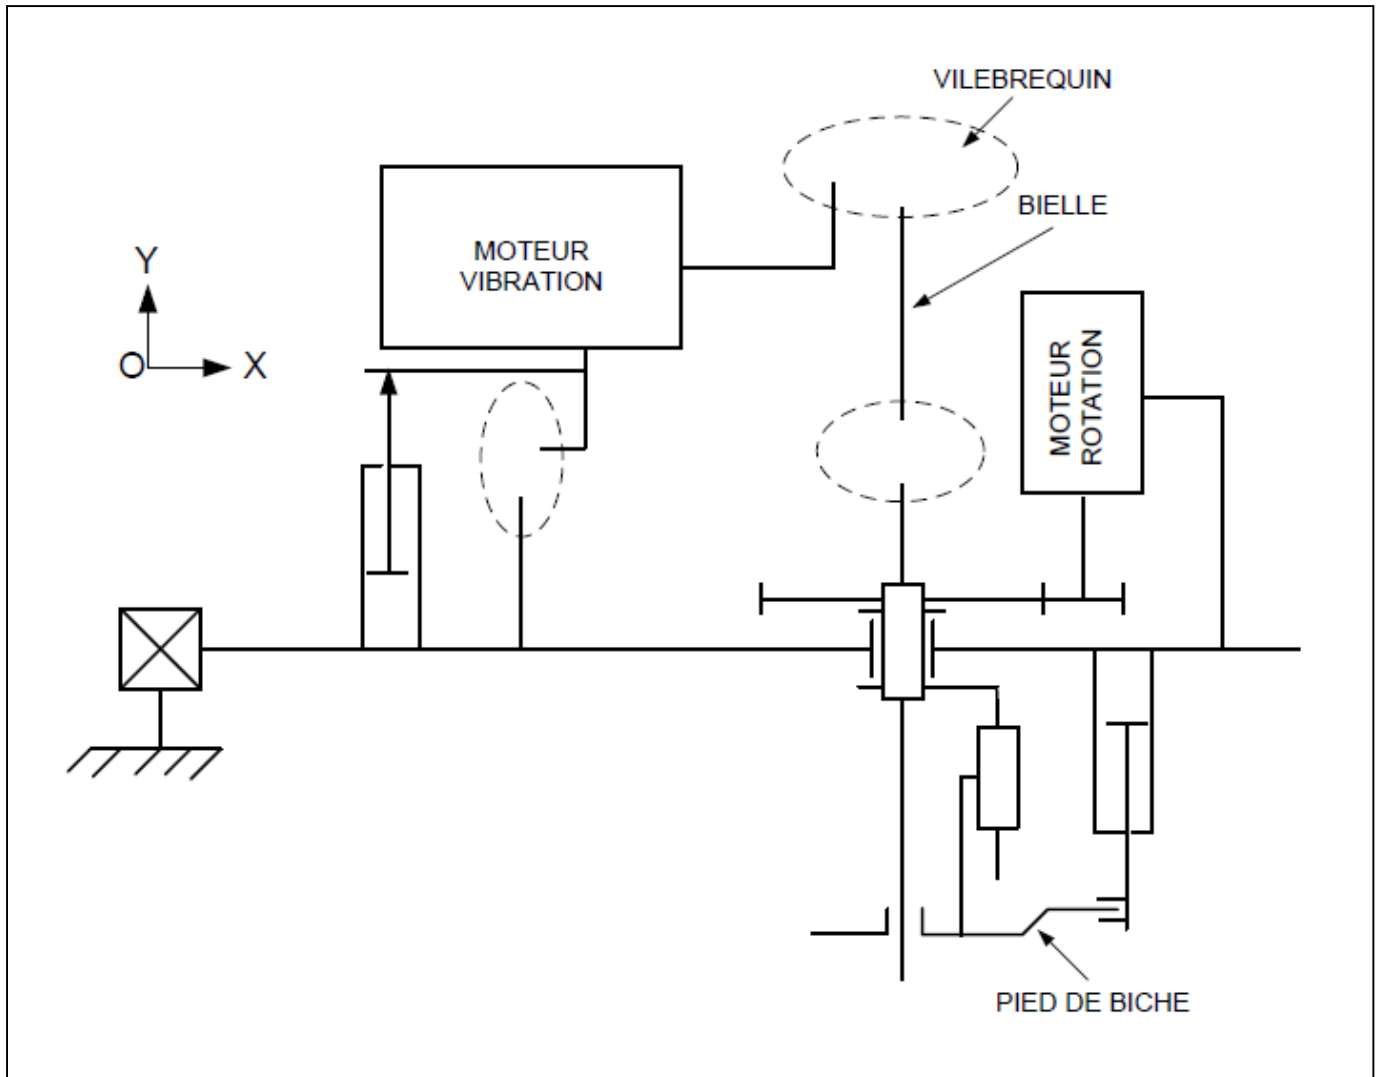 VILEBREQUIN
BIELLE
MOTEUR
VIBRATION
Y
O
X
MOTEUR
ROTATION
PIED DE BICHE